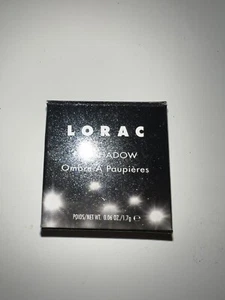 LORAC
SHADOW
Ombre À Paupières
POIDS/NET WT. 0.06 OZ./1.7g ℮